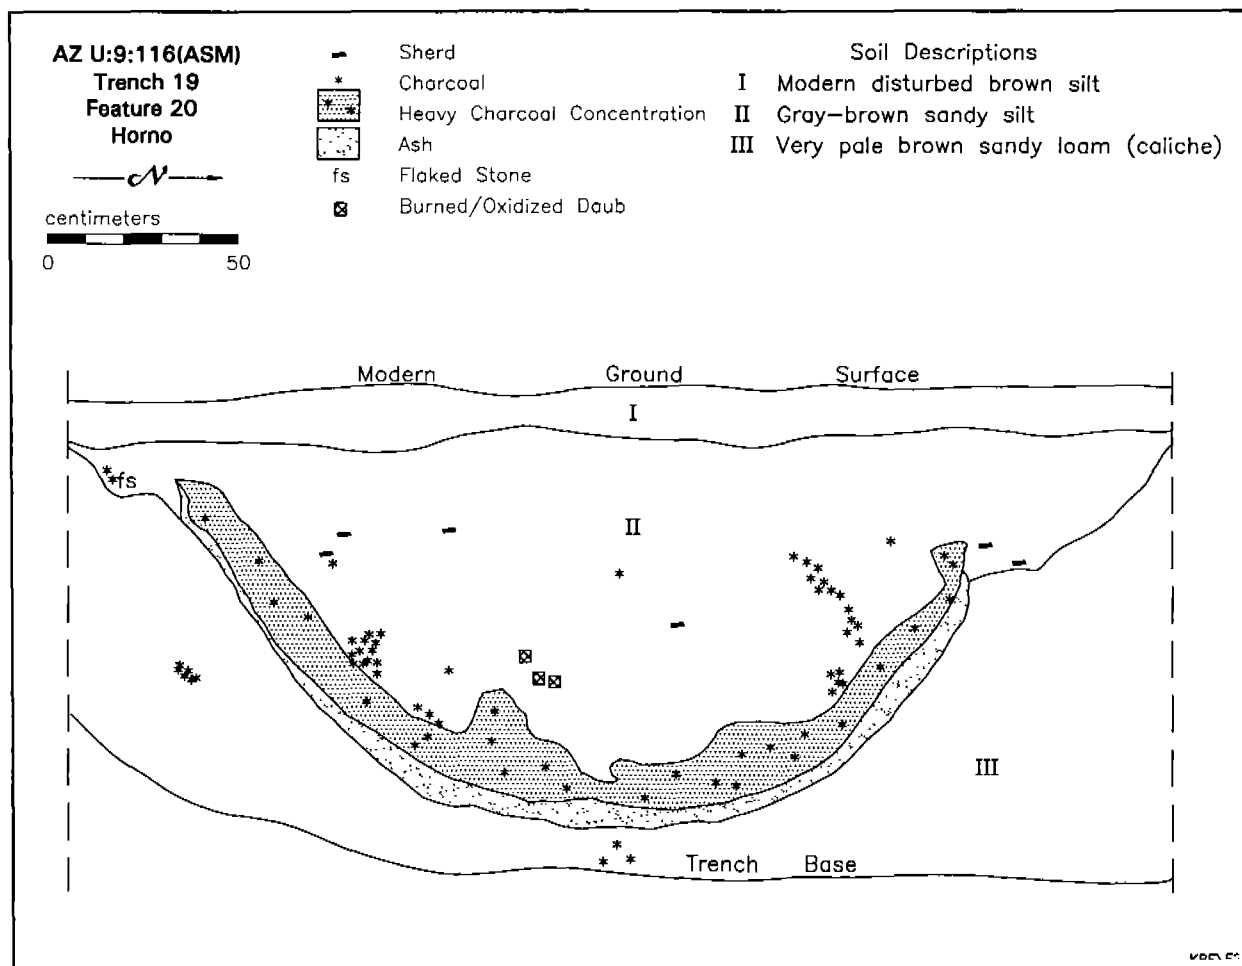 AZ U:9:116(ASM)
Trench 19
Feature 20
Horno
N
centimeters
0 50
Sherd
Charcoal
Heavy Charcoal Concentration
Ash
fs Flaked Stone
Burned/Oxidized Daub
Soil Descriptions
I Modern disturbed brown silt
II Gray-brown sandy silt
III Very pale brown sandy loam (caliche)
Modern Ground Surface
I
fs
II
III
Trench Base